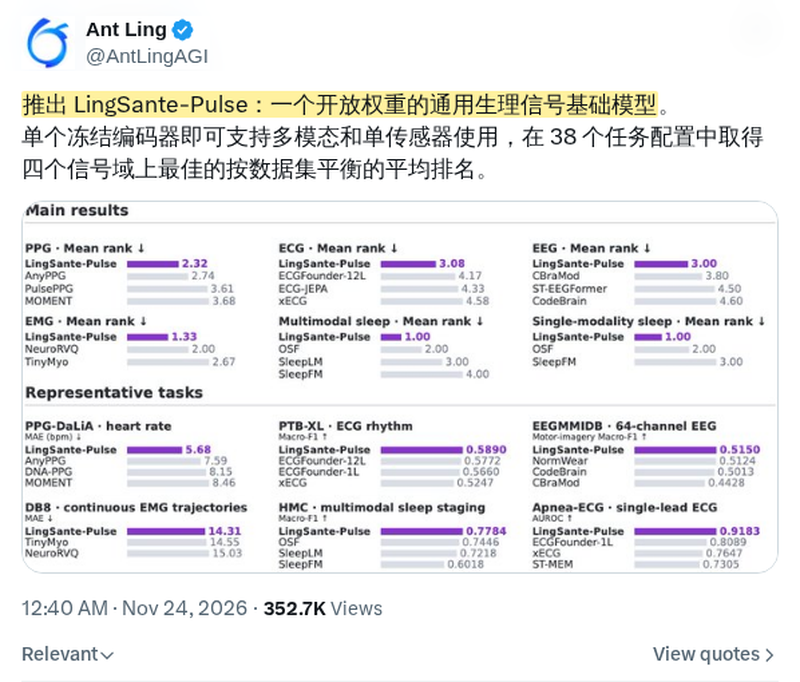 Ant Ling
@AntLingAGI
推出 LingSante-Pulse：一个开放权重的通用生理信号基础模型。
单个冻结编码器即可支持多模态和单传感器使用，在 38 个任务配置中取得
四个信号域上最佳的按数据集平衡的平均排名。
Main results
PPG · Mean rank ↓
LingSante-Pulse 2.32
AnyPPG 2.74
PulsePPG 3.61
MOMENT 3.68
ECG · Mean rank ↓
LingSante-Pulse 3.08
ECGFounder-12L 4.17
ECG-JEPA 4.33
xECG 4.58
EEG · Mean rank ↓
LingSante-Pulse 3.00
CBraMod 3.80
ST-EEGFormer 4.50
CodeBrain 4.60
EMG · Mean rank ↓
LingSante-Pulse 1.33
NeuroRVQ 2.00
TinyMyo 2.67
Multimodal sleep · Mean rank ↓
LingSante-Pulse 1.00
OSF 2.00
SleepLM 3.00
SleepFM 4.00
Single-modality sleep · Mean rank ↓
LingSante-Pulse 1.00
OSF 2.00
SleepFM 3.00
Representative tasks
PPG-DaLiA · heart rate
MAE (bpm) ↓
LingSante-Pulse 5.68
AnyPPG 7.59
DNA-PPG 8.15
MOMENT 8.46
PTB-XL · ECG rhythm
Macro-F1 ↑
LingSante-Pulse 0.5890
ECGFounder-12L 0.5772
ECGFounder-1L 0.5660
xECG 0.5247
EEGMMIDB · 64-channel EEG
Motor-imagery Macro-F1 ↑
LingSante-Pulse 0.5150
NormWear 0.5124
CodeBrain 0.5013
CBraMod 0.4428
DB8 · continuous EMG trajectories
MAE ↓
LingSante-Pulse 14.31
TinyMyo 14.55
NeuroRVQ 15.03
HMC · multimodal sleep staging
Macro-F1 ↑
LingSante-Pulse 0.7784
OSF 0.7446
SleepLM 0.7218
SleepFM 0.6018
Apnea-ECG · single-lead ECG
AUROC ↑
LingSante-Pulse 0.9183
ECGFounder-1L 0.8089
xECG 0.7647
ST-MEM 0.7305
12:40 AM · Nov 24, 2026 · 352.7K Views
Relevant
View quotes